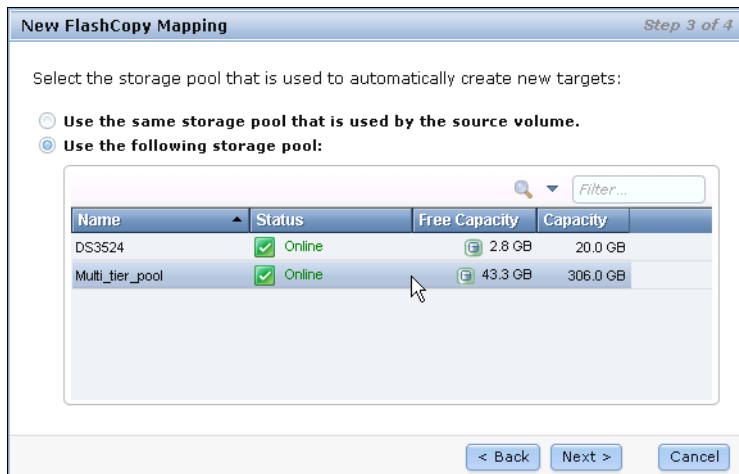 New FlashCopy Mapping Step 3 of 4
Select the storage pool that is used to automatically create new targets:
Use the same storage pool that is used by the source volume.
Use the following storage pool:
Filter...
Name Status Free Capacity Capacity
DS3524 Online 2.8 GB 20.0 GB
Multi_tier_pool Online 43.3 GB 306.0 GB
< Back Next > Cancel